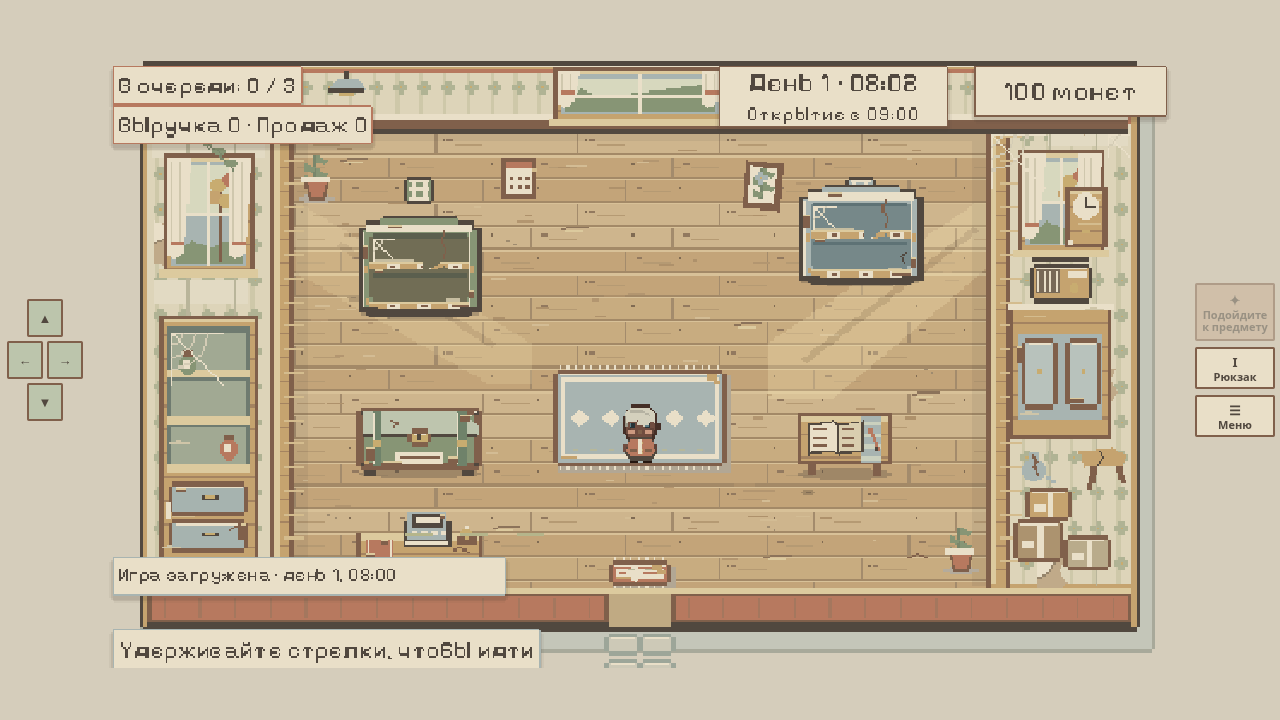 В очереди: 0 / 3
Выручка 0 · Продаж 0
День 1 · 08:08
Открытие в 09:00
100 монет
▲
← →
▼
✦
Подойдите
к предмету
I
Рюкзак
☰
Меню
Игра загружена · день 1, 08:00
Удерживайте стрелки, чтобы идти